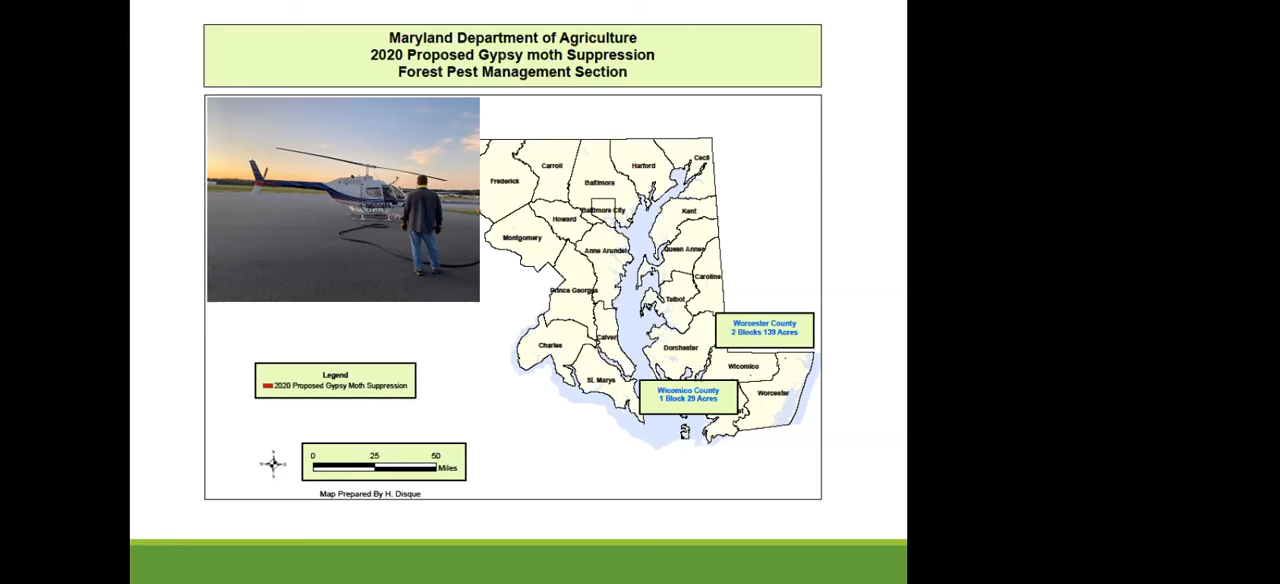 Maryland Department of Agriculture
2020 Proposed Gypsy moth Suppression
Forest Pest Management Section
Cecil
Carroll
Harford
Frederick
Baltimore
Baltimore City
Kent
Howard
Montgomery
Anne Arundel
Queen Annes
Caroline
Prince Georges
Talbot
Worcester County
2 Blocks 139 Acres
Calvert
Charles
Dorchester
Wicomico
St. Marys
Wicomico County
1 Block 29 Acres
Worcester
Legend
2020 Proposed Gypsy Moth Suppression
N
W E
S
0 25 50
Miles
Map Prepared By H. Disque